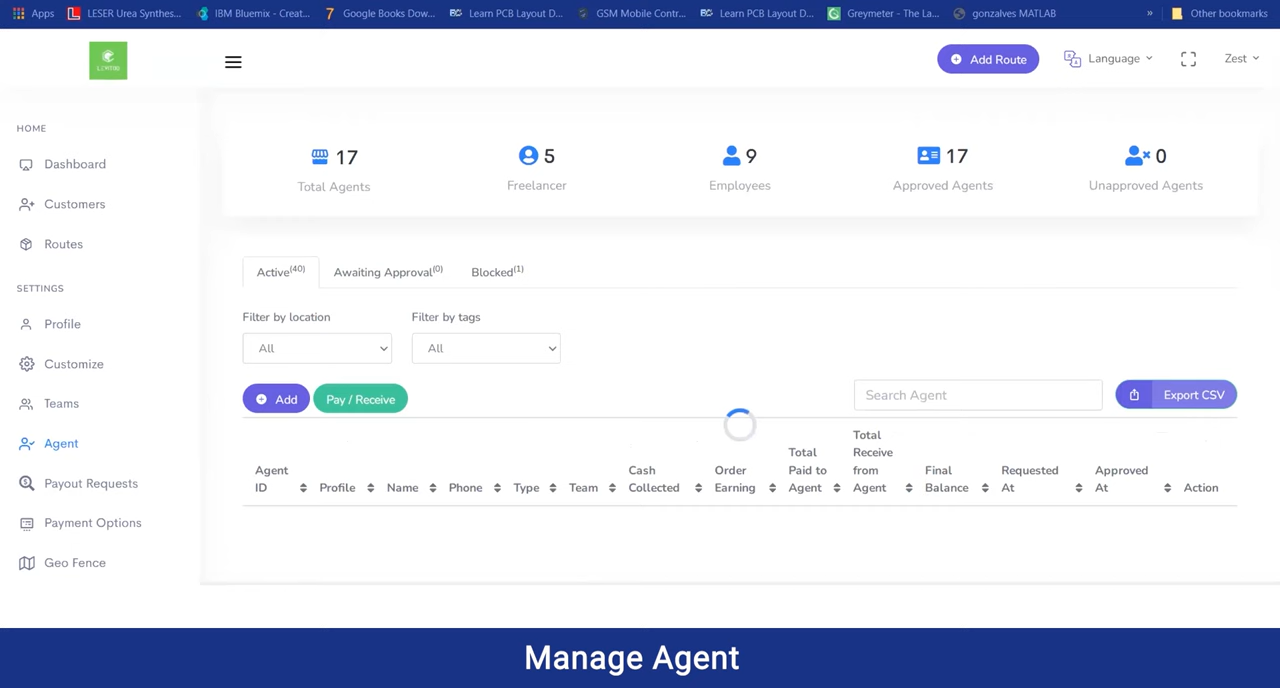 Apps LESER Urea Synthes... IBM Bluemix - Creat... Google Books Dow... Learn PCB Layout D... GSM Mobile Contr... Learn PCB Layout D... Greymeter - The La... gonzalves MATLAB » Other bookmarks
Add Route Language Zest
HOME
Dashboard
Customers
Routes
SETTINGS
Profile
Customize
Teams
Agent
Payout Requests
Payment Options
Geo Fence
17 5 9 17 0
Total Agents Freelancer Employees Approved Agents Unapproved Agents
Active(40) Awaiting Approval(0) Blocked(1)
Filter by location Filter by tags
All All
Add Pay / Receive Search Agent Export CSV
Agent ID Profile Name Phone Type Team Cash Collected Order Earning Total Paid to Agent Total Receive from Agent Final Balance Requested At Approved At Action
Manage Agent